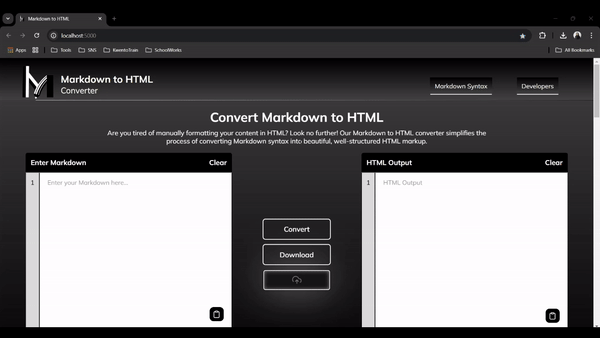 Markdown to HTML
localhost:5000
Apps
Tools
SNS
KwentoTrain
SchoolWorks
All Bookmarks
Markdown to HTML
Converter
Markdown Syntax
Developers
Convert Markdown to HTML
Are you tired of manually formatting your content in HTML? Look no further! Our Markdown to HTML converter simplifies the
process of converting Markdown syntax into beautiful, well-structured HTML markup.
Enter Markdown
Clear
HTML Output
Clear
1
Enter your Markdown here...
1
HTML Output
Convert
Download